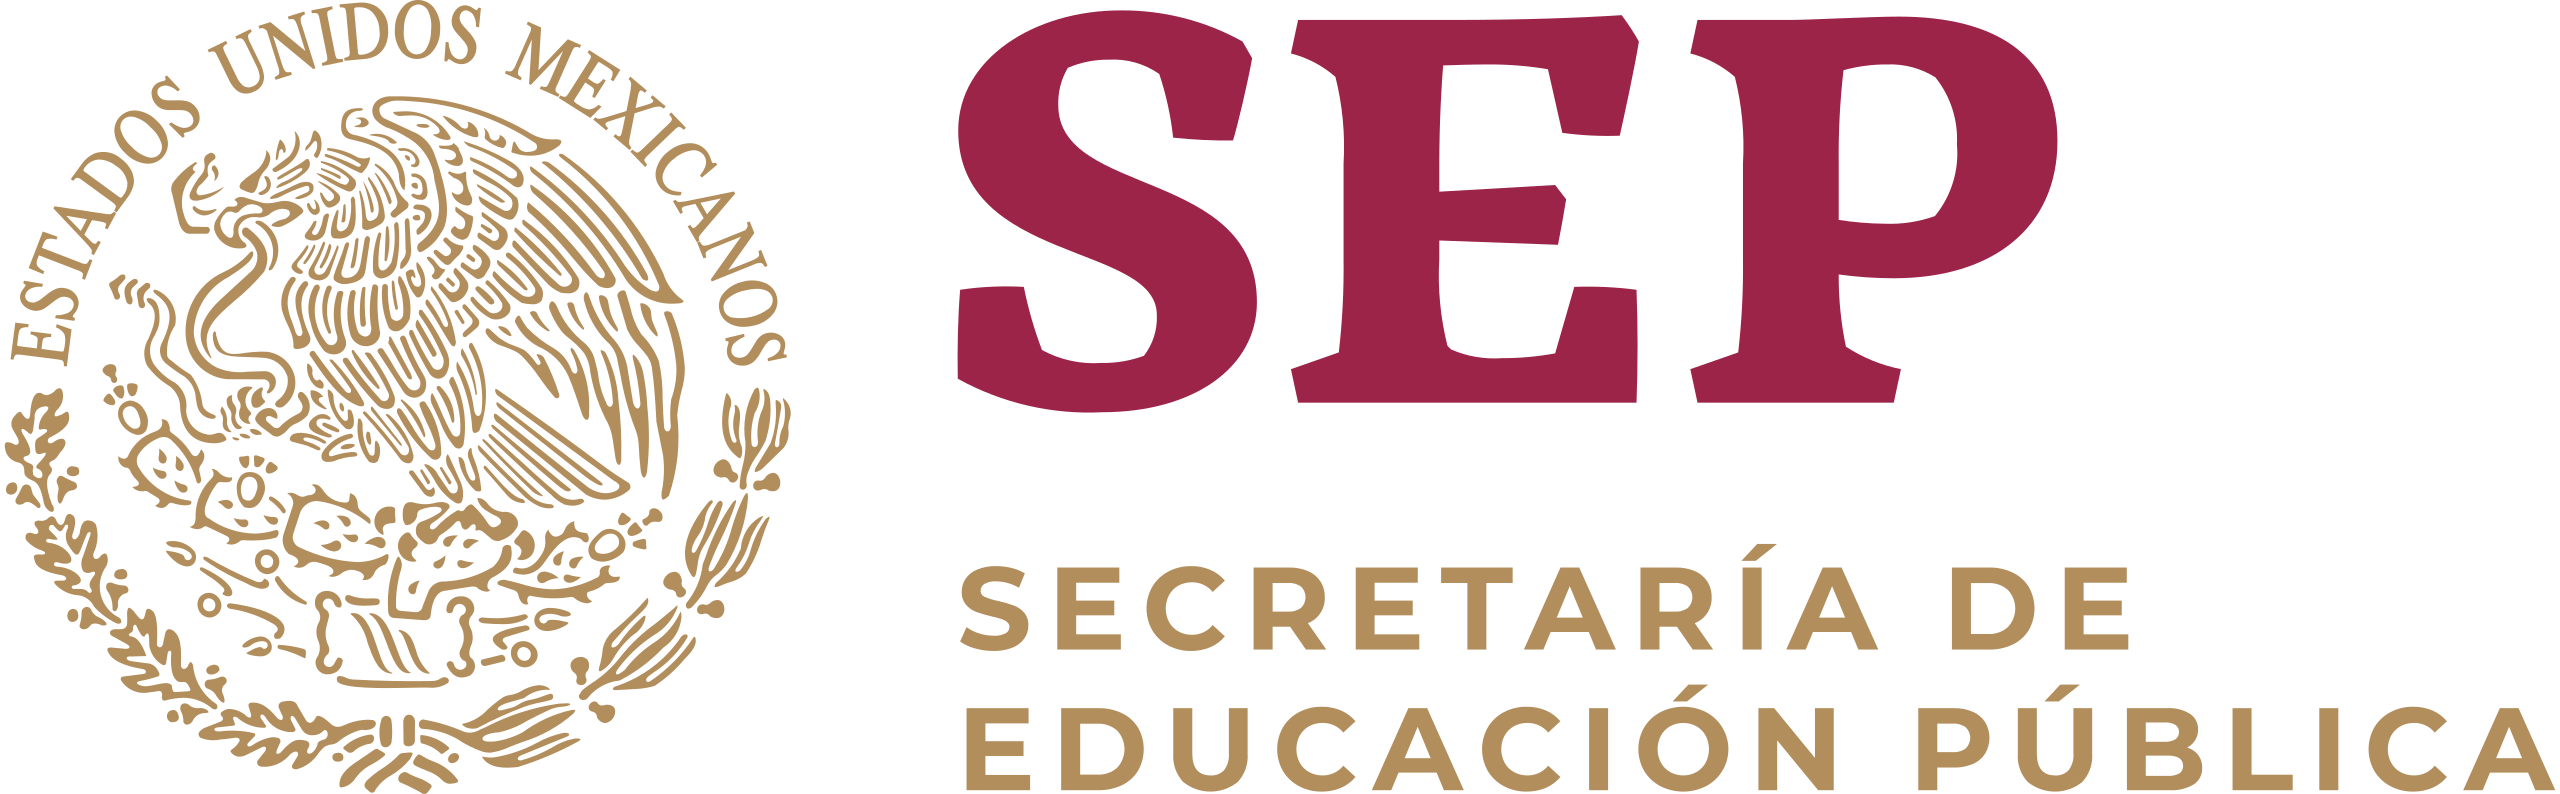 ESTADOS UNIDOS MEXICANOS
SEP
SECRETARÍA DE
EDUCACIÓN PÚBLICA